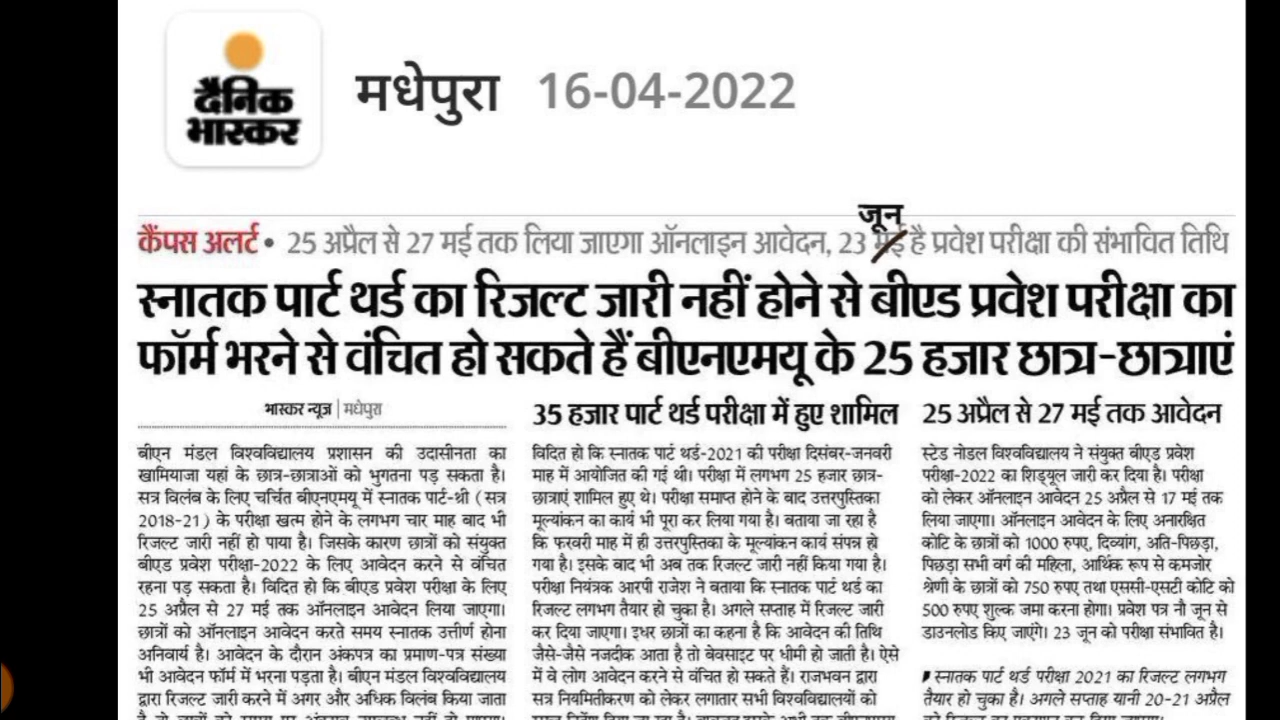 दैनिक
भास्कर
मधेपुरा 16-04-2022
जून
कैंपस अलर्ट • 25 अप्रैल से 27 मई तक लिया जाएगा ऑनलाइन आवेदन, 23 मई है प्रवेश परीक्षा की संभावित तिथि
स्नातक पार्ट थर्ड का रिजल्ट जारी नहीं होने से बीएड प्रवेश परीक्षा का
फॉर्म भरने से वंचित हो सकते हैं बीएनएमयू के 25 हजार छात्र-छात्राएं
भास्कर न्यूज | मधेपुरा
बीएन मंडल विश्वविद्यालय प्रशासन की उदासीनता का
खामियाजा यहां के छात्र-छात्राओं को भुगतना पड़ सकता है।
सत्र विलंब के लिए चर्चित बीएनएमयू में स्नातक पार्ट-थ्री (सत्र
2018-21) के परीक्षा खत्म होने के लगभग चार माह बाद भी
रिजल्ट जारी नहीं हो पाया है। जिसके कारण छात्रों को संयुक्त
बीएड प्रवेश परीक्षा-2022 के लिए आवेदन करने से वंचित
रहना पड़ सकता है। विदित हो कि बीएड प्रवेश परीक्षा के लिए
25 अप्रैल से 27 मई तक ऑनलाइन आवेदन लिया जाएगा।
छात्रों को ऑनलाइन आवेदन करते समय स्नातक उत्तीर्ण होना
अनिवार्य है। आवेदन के दौरान अंकपत्र का प्रमाण-पत्र संख्या
भी आवेदन फॉर्म में भरना पड़ता है। बीएन मंडल विश्वविद्यालय
द्वारा रिजल्ट जारी करने में अगर और अधिक विलंब किया जाता
35 हजार पार्ट थर्ड परीक्षा में हुए शामिल
विदित हो कि स्नातक पार्ट थर्ड-2021 की परीक्षा दिसंबर-जनवरी
माह में आयोजित की गई थी। परीक्षा में लगभग 25 हजार छात्र-
छात्राएं शामिल हुए थे। परीक्षा समाप्त होने के बाद उत्तरपुस्तिका
मूल्यांकन का कार्य भी पूरा कर लिया गया है। बताया जा रहा है
कि फरवरी माह में ही उत्तरपुस्तिका के मूल्यांकन कार्य संपन्न हो
गया है। इसके बाद भी अब तक रिजल्ट जारी नहीं किया गया है।
परीक्षा नियंत्रक आरपी राजेश ने बताया कि स्नातक पार्ट थर्ड का
रिजल्ट लगभग तैयार हो चुका है। अगले सप्ताह में रिजल्ट जारी
कर दिया जाएगा। इधर छात्रों का कहना है कि आवेदन की तिथि
जैसे-जैसे नजदीक आता है तो बेवसाइट पर धीमी हो जाती है। ऐसे
में वे लोग आवेदन करने से वंचित हो सकते हैं। राजभवन द्वारा
सत्र नियमितीकरण को लेकर लगातार सभी विश्वविद्यालयों को
25 अप्रैल से 27 मई तक आवेदन
स्टेड नोडल विश्वविद्यालय ने संयुक्त बीएड प्रवेश
परीक्षा-2022 का शिड्यूल जारी कर दिया है। परीक्षा
को लेकर ऑनलाइन आवेदन 25 अप्रैल से 17 मई तक
लिया जाएगा। ऑनलाइन आवेदन के लिए अनारक्षित
कोटि के छात्रों को 1000 रुपए, दिव्यांग, अति-पिछड़ा,
पिछड़ा सभी वर्ग की महिला, आर्थिक रूप से कमजोर
श्रेणी के छात्रों को 750 रुपए तथा एससी-एसटी कोटि को
500 रुपए शुल्क जमा करना होगा। प्रवेश पत्र नौ जून से
डाउनलोड किए जाएंगे। 23 जून को परीक्षा संभावित है।
स्नातक पार्ट थर्ड परीक्षा 2021 का रिजल्ट लगभग
तैयार हो चुका है। अगले सप्ताह यानी 20-21 अप्रैल